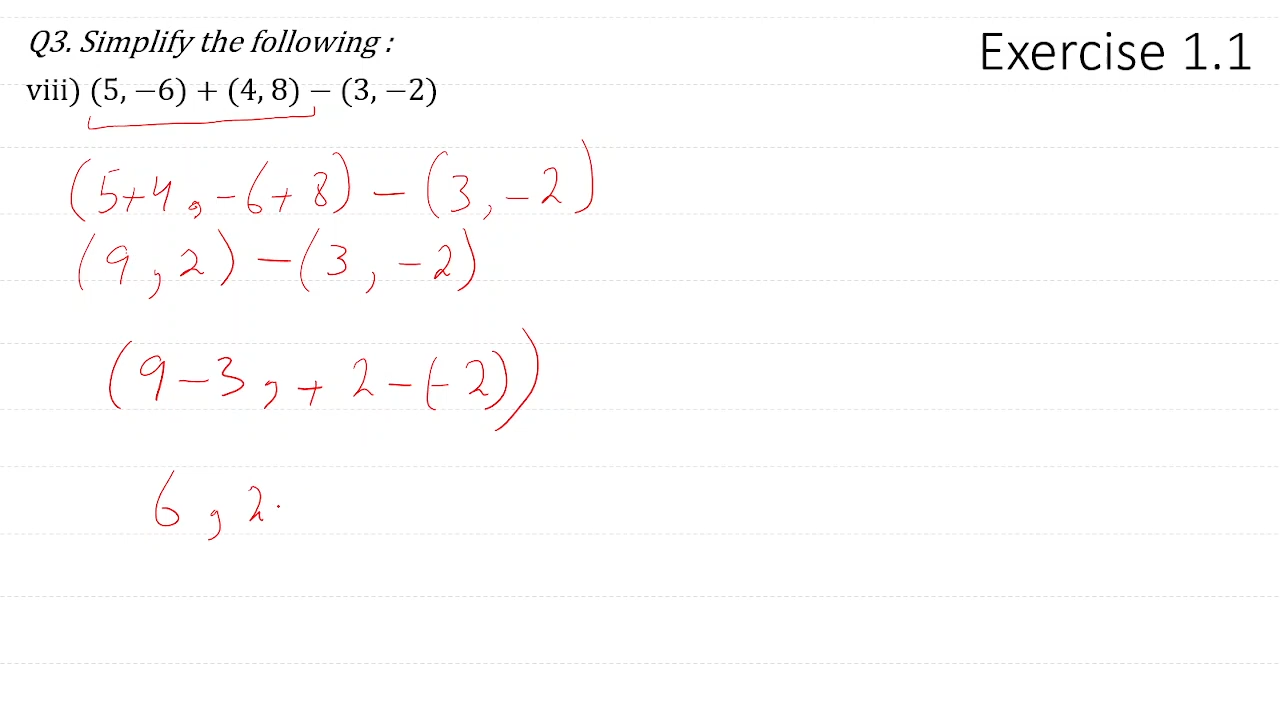 Q3. Simplify the following :
Exercise 1.1
viii) (5, −6) + (4, 8) − (3, −2)
(5+4, -6+8) - (3, -2)
(9, 2) - (3, -2)
(9-3, +2-(-2))
6, 2